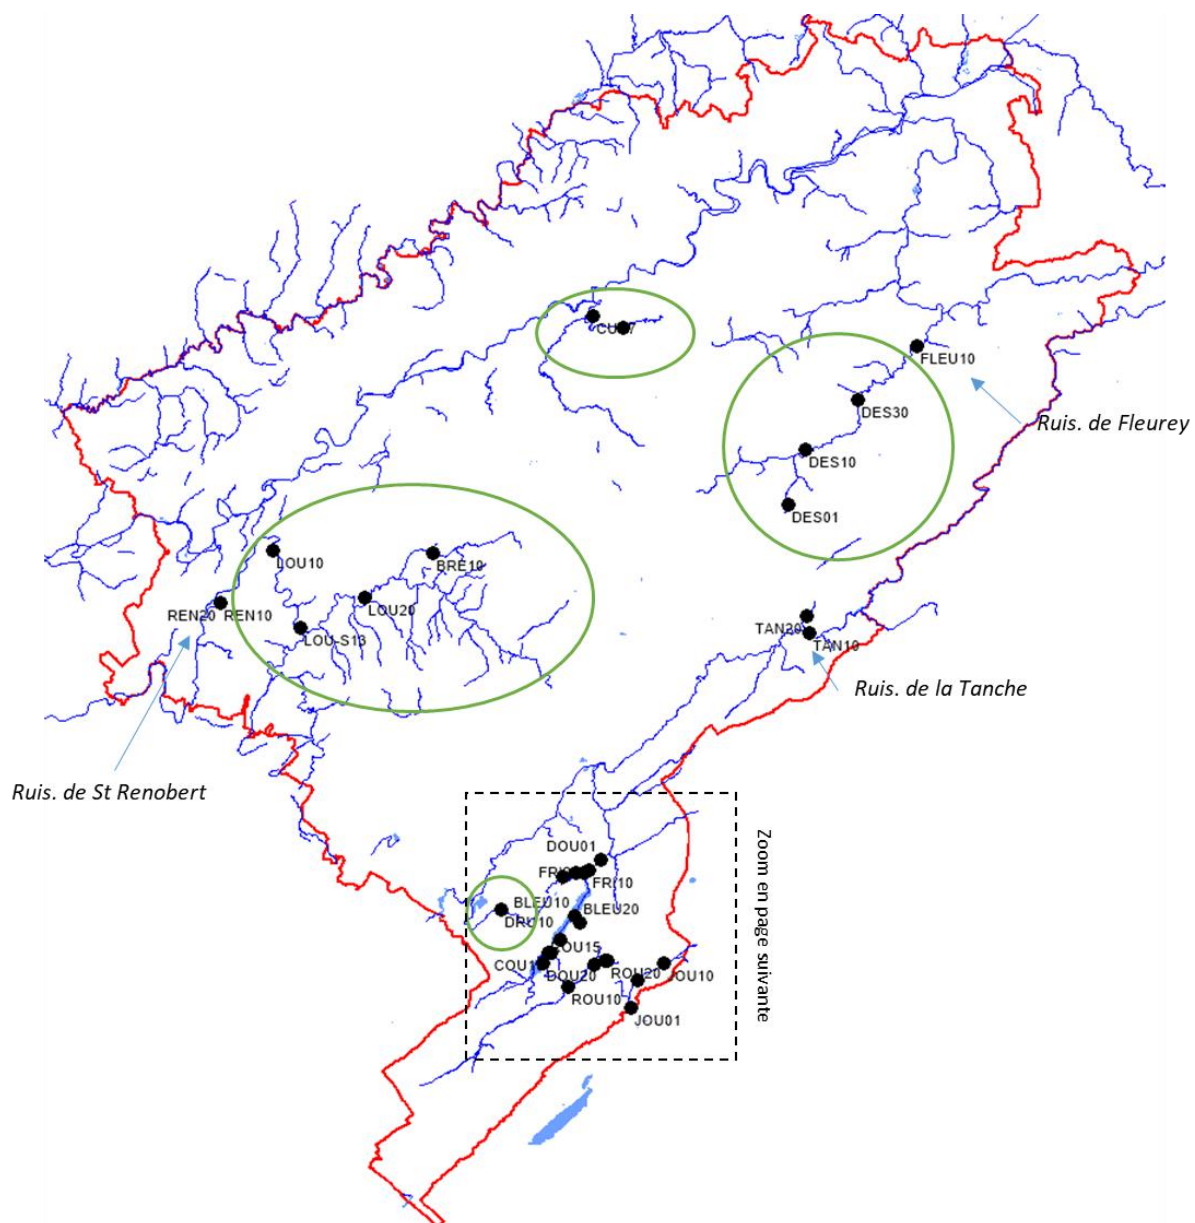 FLEU10
Ruis. de Fleurey
DES30
DES10
DES01
LOU10
BRE10
LOU20
REN20
REN10
LOU-S13
TAN20
TAN10
Ruis. de la Tanche
Ruis. de St Renobert
Zoom en page suivante
DOU01
FRI10
BLEU10
BLEU20
DRU10
DOU20
ROU20
JOU10
ROU10
JOU01